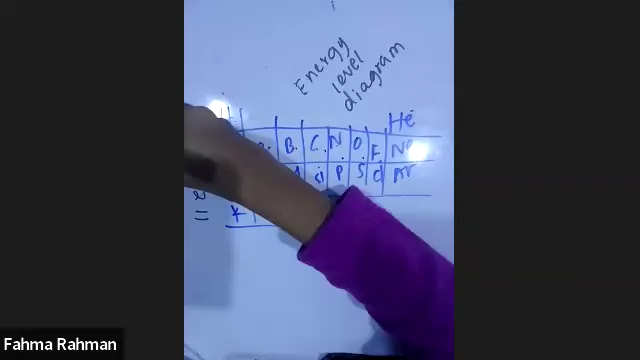 Energy
level
diagram
H
He
B. C. N. O. F. Ne
Si P S Cl Ar
K
Fahma Rahman